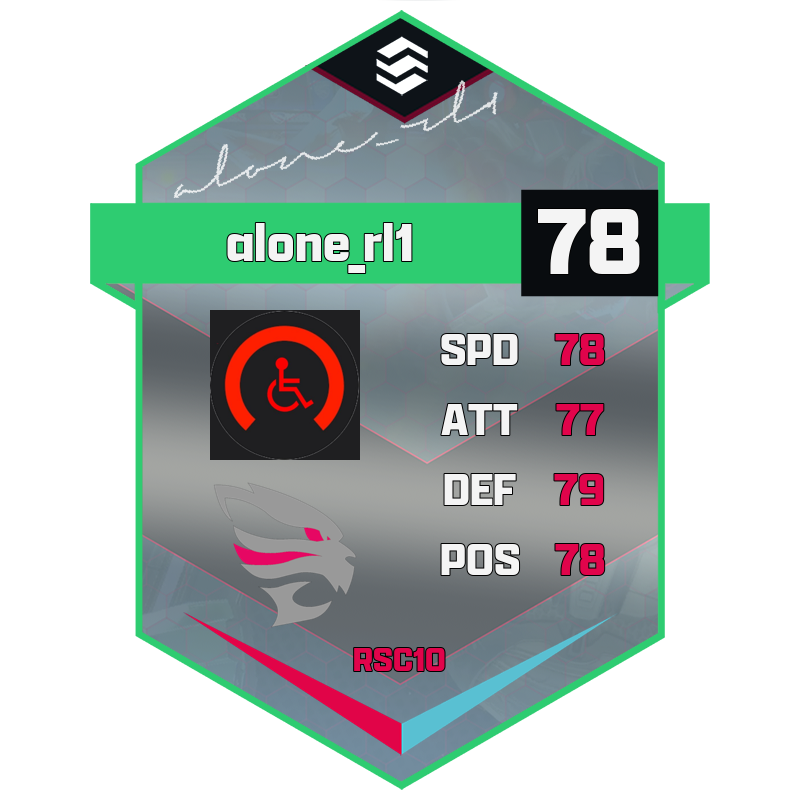 alone_rl1
alone_rl1 78
SPD 78
ATT 77
DEF 79
POS 78
RSC10